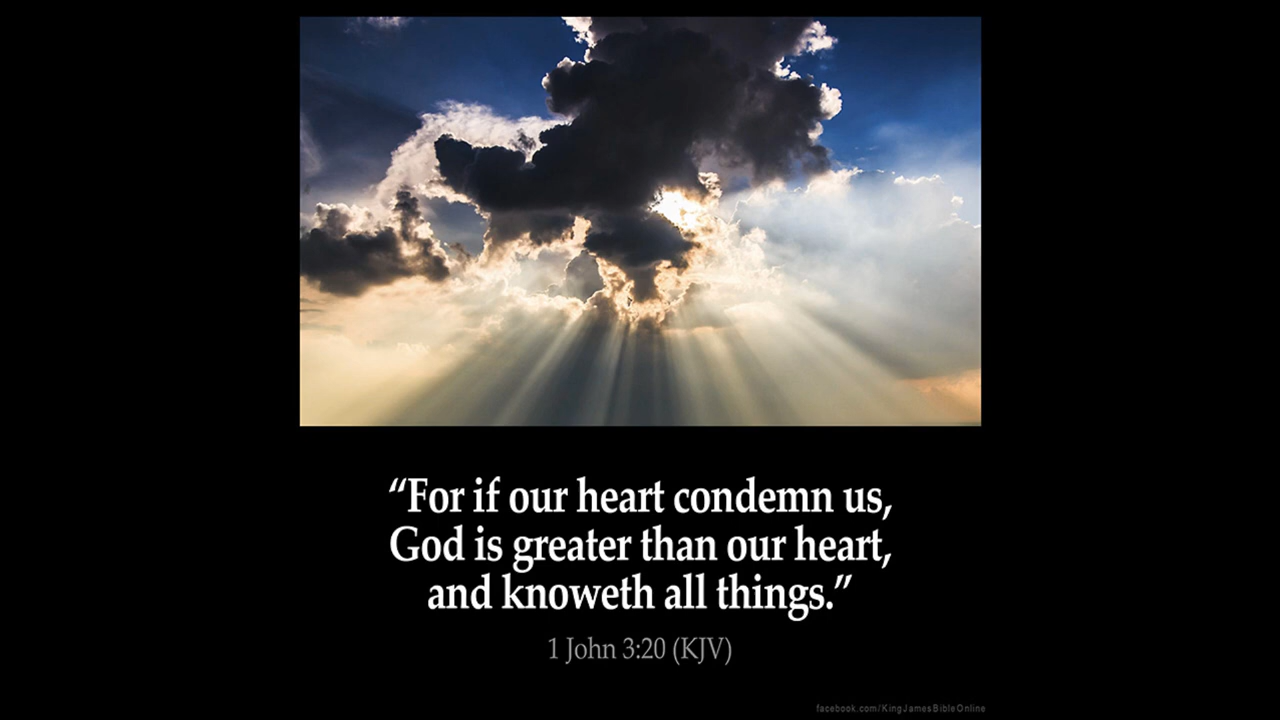 “For if our heart condemn us,
God is greater than our heart,
and knoweth all things.”
1 John 3:20 (KJV)
facebook.com/KingJamesBibleOnline